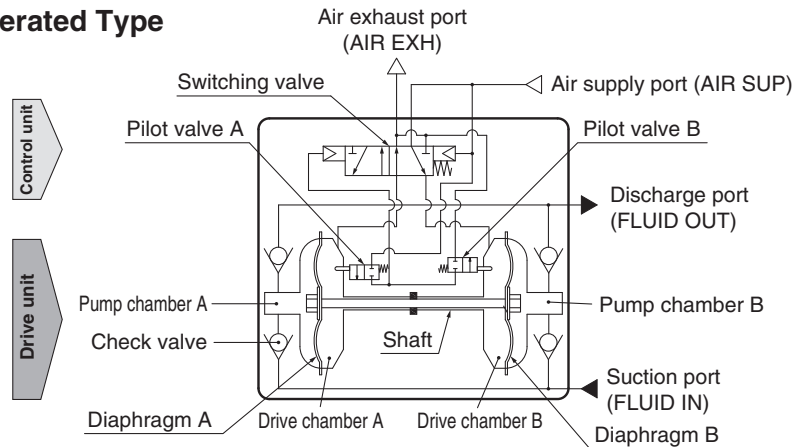 erated Type
Air exhaust port
(AIR EXH)
Switching valve
Air supply port (AIR SUP)
Control unit
Pilot valve A
Pilot valve B
Discharge port
(FLUID OUT)
Drive unit
Pump chamber A
Pump chamber B
Check valve
Shaft
Suction port
(FLUID IN)
Diaphragm A
Drive chamber A
Drive chamber B
Diaphragm B